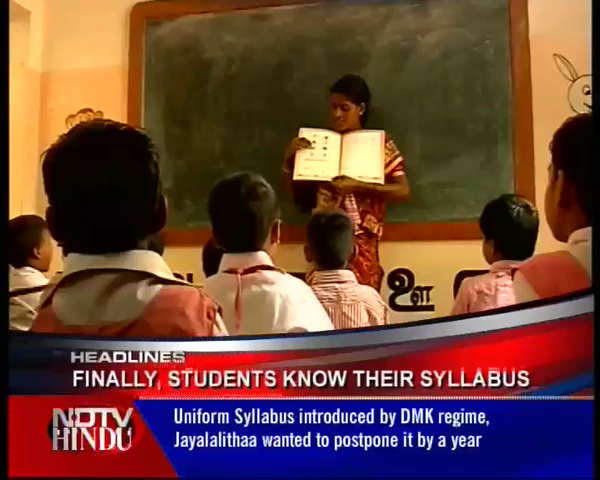 ஊ
HEADLINES
FINALLY, STUDENTS KNOW THEIR SYLLABUS
NDTV
HINDU
Uniform Syllabus introduced by DMK regime,
Jayalalithaa wanted to postpone it by a year